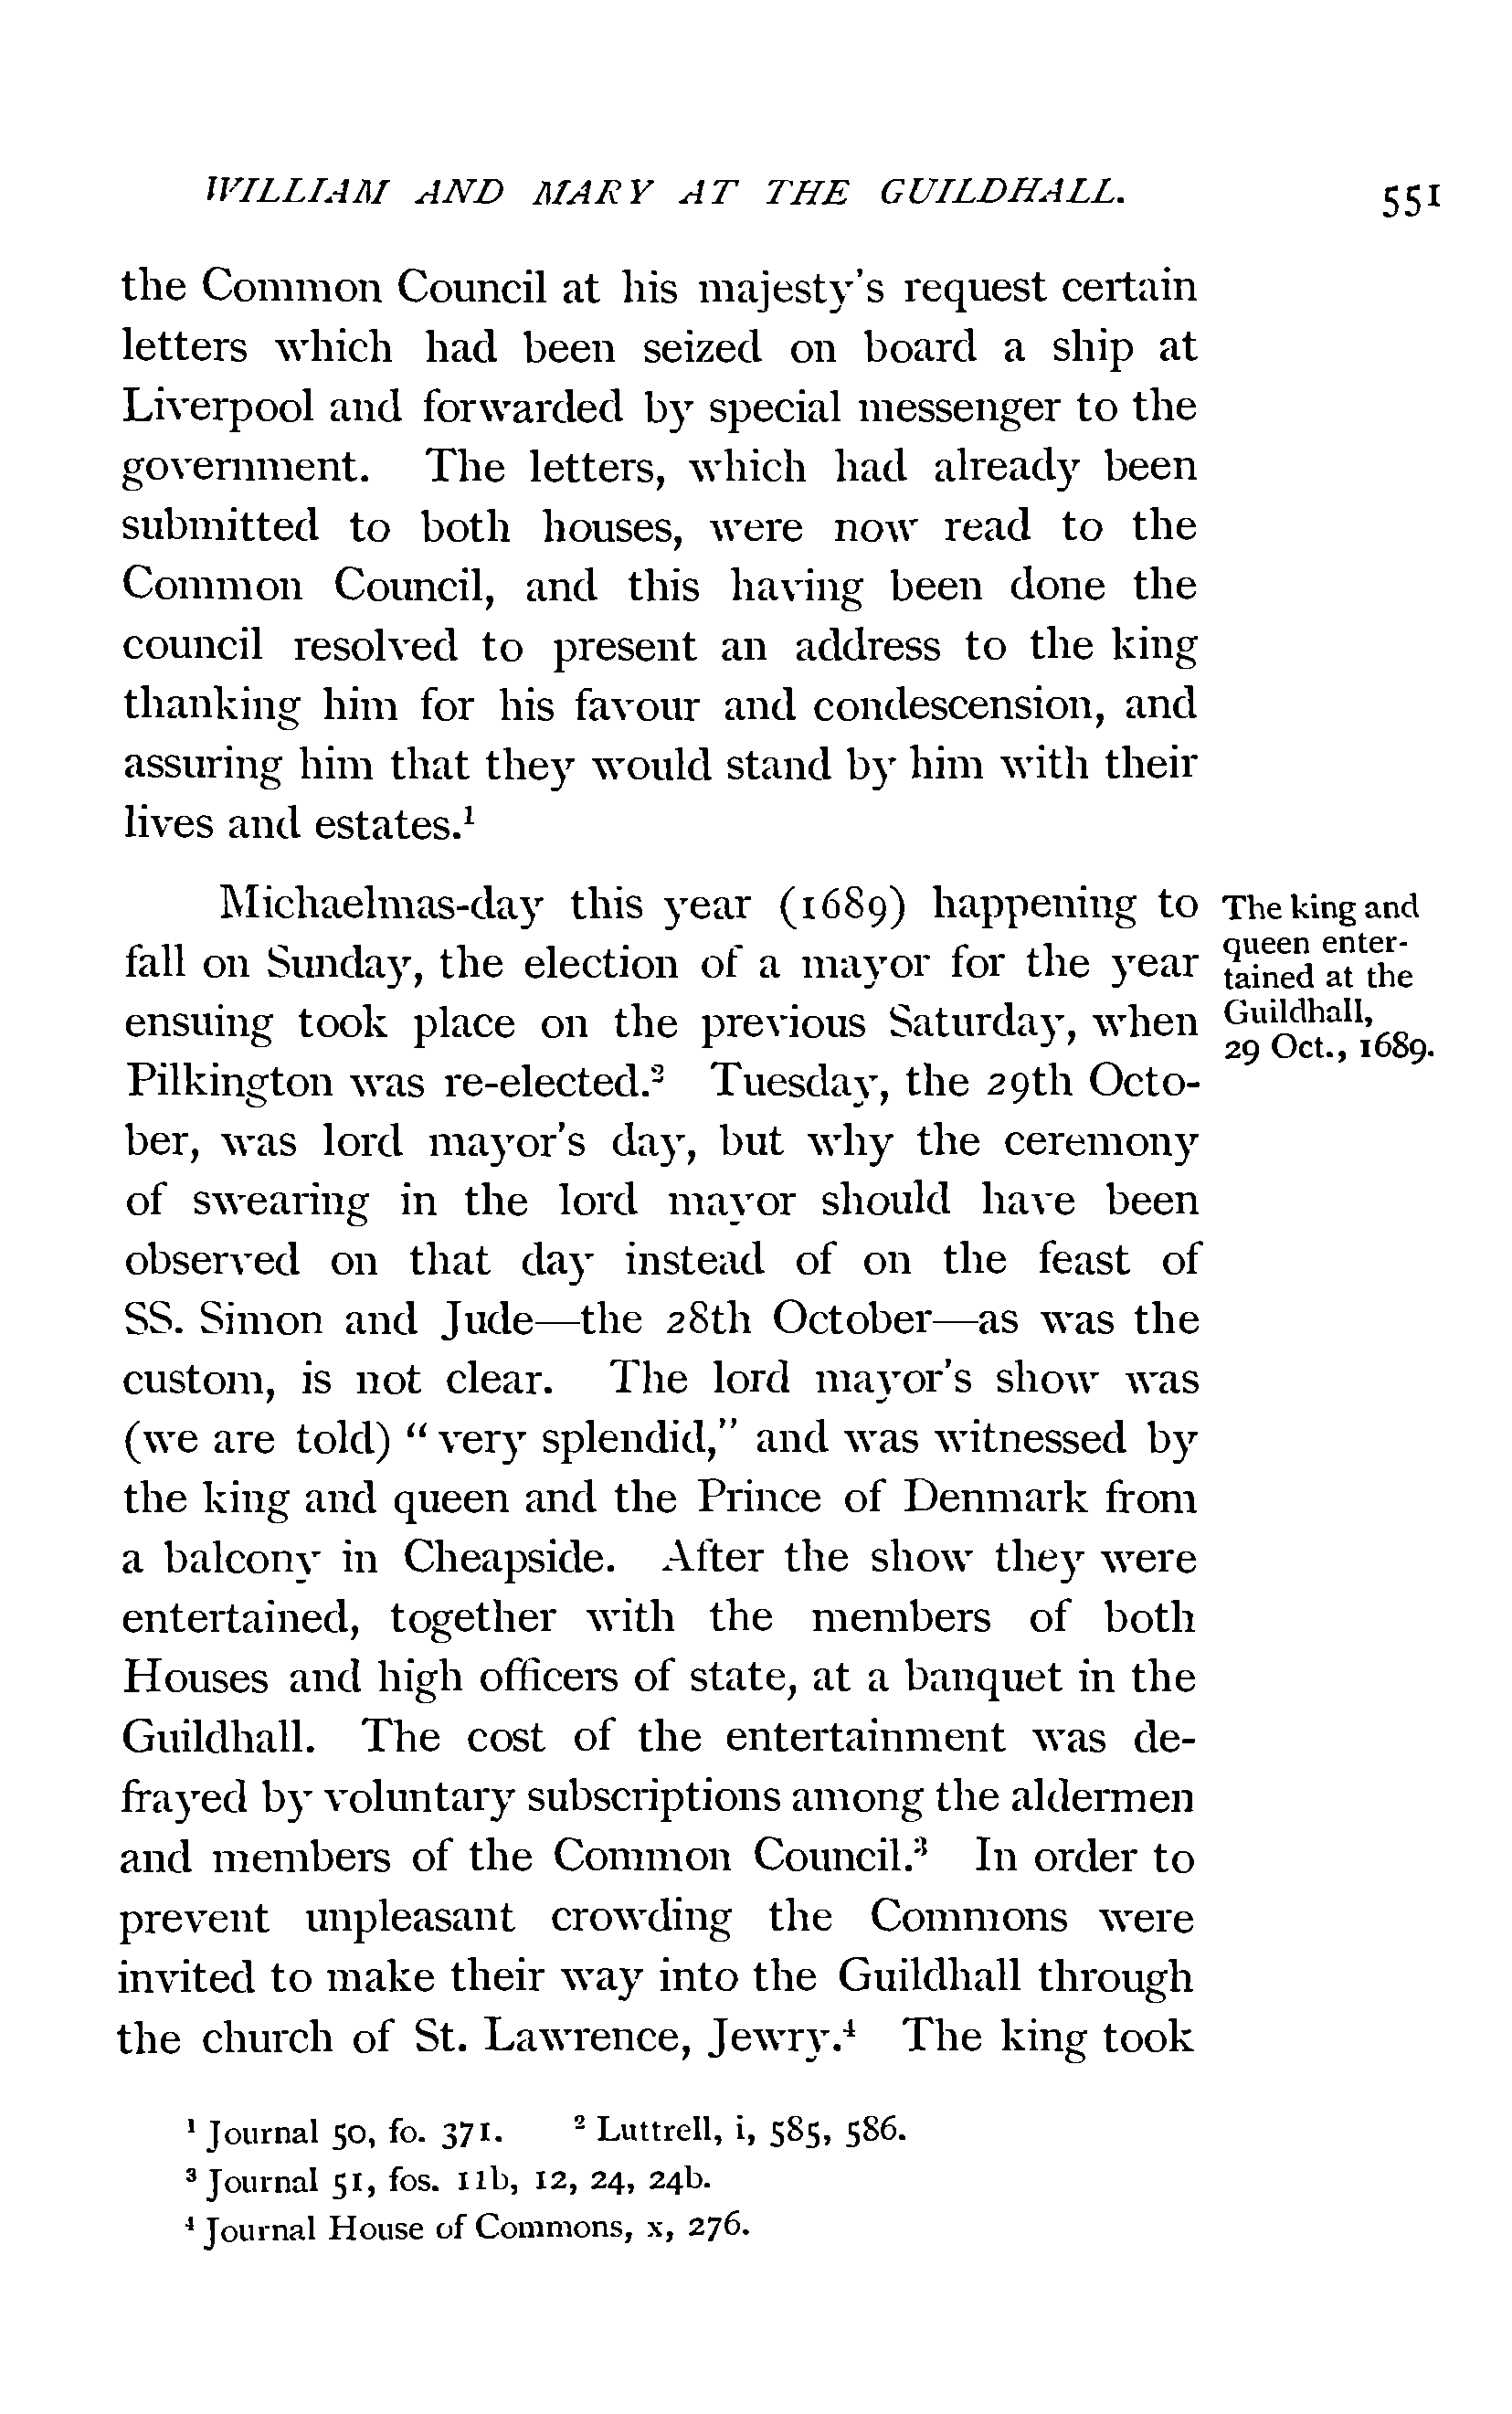 WILLIAM AND MARY AT THE GUILDHALL. 551
the Common Council at his majesty's request certain
letters which had been seized on board a ship at
Liverpool and forwarded by special messenger to the
government. The letters, which had already been
submitted to both houses, were now read to the
Common Council, and this having been done the
council resolved to present an address to the king
thanking him for his favour and condescension, and
assuring him that they would stand by him with their
lives and estates.¹
Michaelmas-day this year (1689) happening to
fall on Sunday, the election of a mayor for the year
ensuing took place on the previous Saturday, when
Pilkington was re-elected.² Tuesday, the 29th Octo-
ber, was lord mayor's day, but why the ceremony
of swearing in the lord mayor should have been
observed on that day instead of on the feast of
SS. Simon and Jude—the 28th October—as was the
custom, is not clear. The lord mayor's show was
(we are told) "very splendid," and was witnessed by
the king and queen and the Prince of Denmark from
a balcony in Cheapside. After the show they were
entertained, together with the members of both
Houses and high officers of state, at a banquet in the
Guildhall. The cost of the entertainment was de-
frayed by voluntary subscriptions among the aldermen
and members of the Common Council.³ In order to
prevent unpleasant crowding the Commons were
invited to make their way into the Guildhall through
the church of St. Lawrence, Jewry.⁴ The king took
The king and
queen enter-
tained at the
Guildhall,
29 Oct., 1689.
¹ Journal 50, fo. 371. ² Luttrell, i, 585, 586.
³ Journal 51, fos. 11b, 12, 24, 24b.
⁴ Journal House of Commons, x, 276.